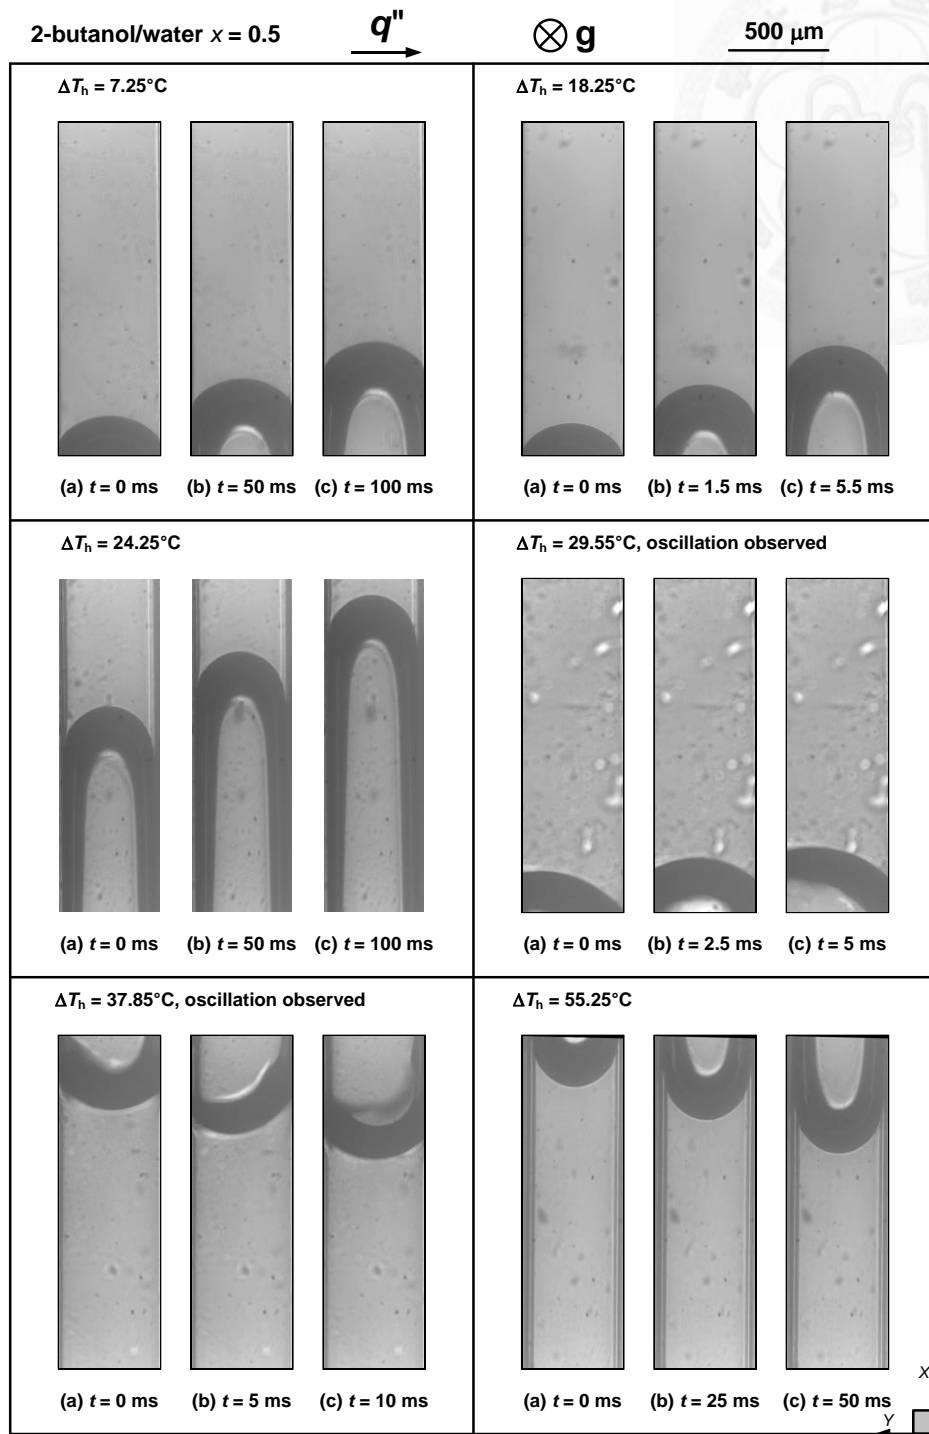 2-butanol/water x = 0.5 q" g 500 μm
ΔTh = 7.25°C ΔTh = 18.25°C
(a) t = 0 ms (b) t = 50 ms (c) t = 100 ms (a) t = 0 ms (b) t = 1.5 ms (c) t = 5.5 ms
ΔTh = 24.25°C ΔTh = 29.55°C, oscillation observed
(a) t = 0 ms (b) t = 50 ms (c) t = 100 ms (a) t = 0 ms (b) t = 2.5 ms (c) t = 5 ms
ΔTh = 37.85°C, oscillation observed ΔTh = 55.25°C
(a) t = 0 ms (b) t = 5 ms (c) t = 10 ms (a) t = 0 ms (b) t = 25 ms (c) t = 50 ms
X
Y